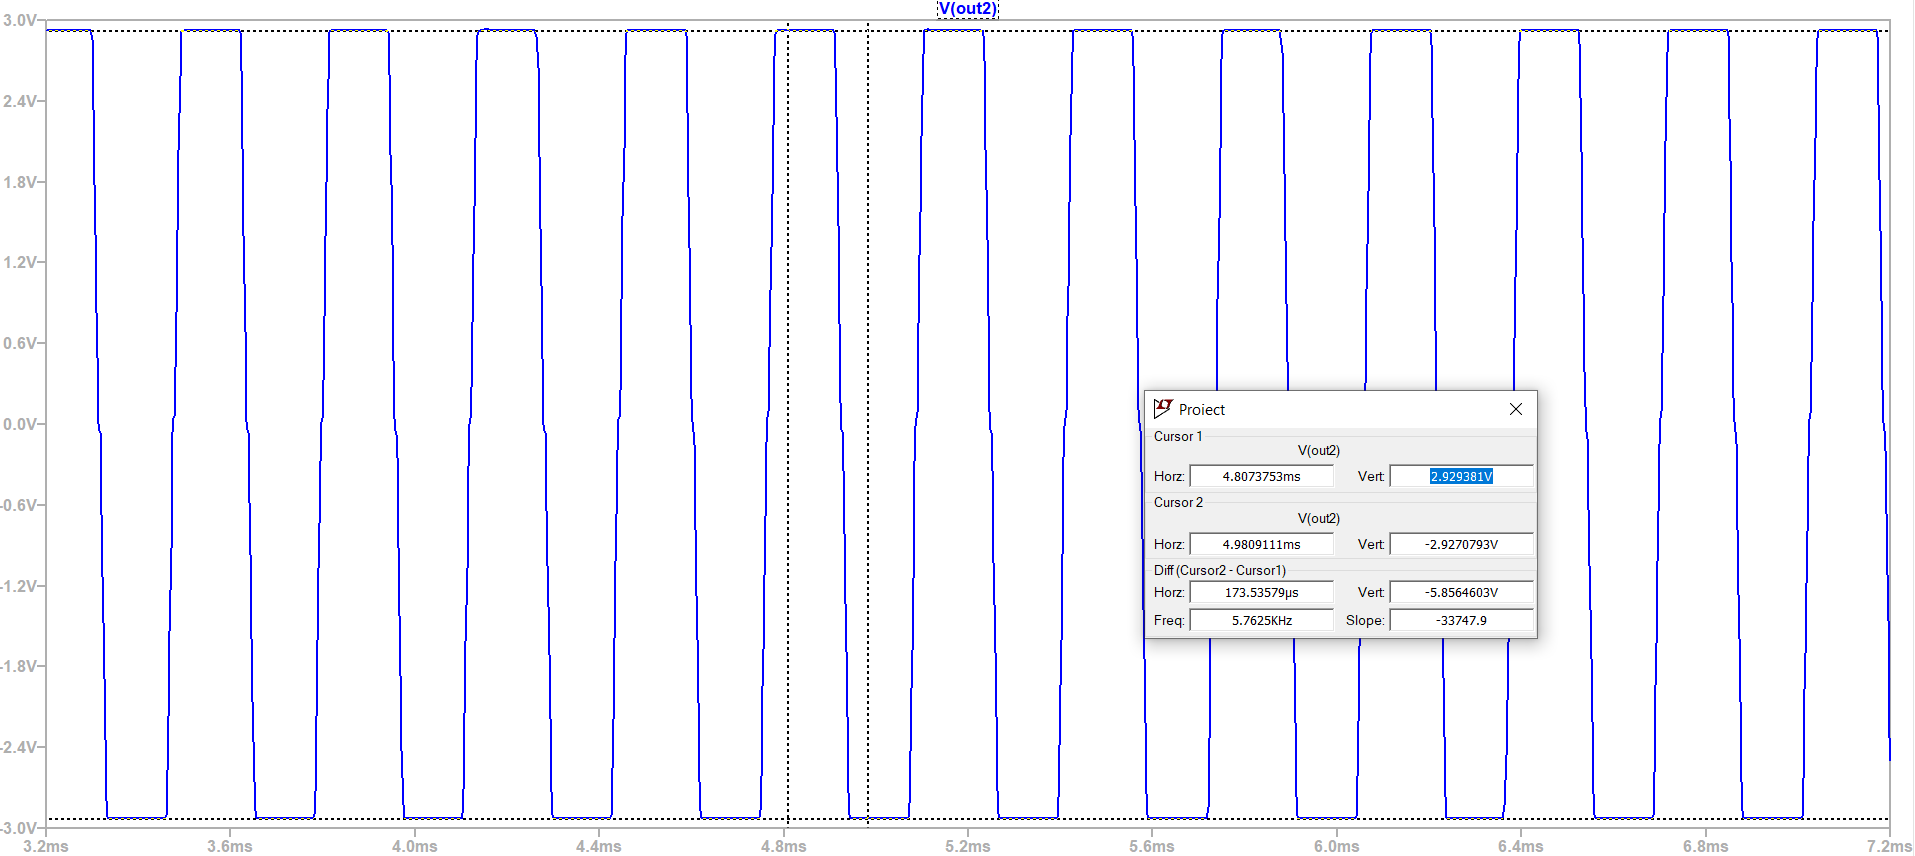 V(out2)
3.0V
2.4V
1.8V
1.2V
0.6V
0.0V
-0.6V
-1.2V
-1.8V
-2.4V
-3.0V
3.2ms 3.6ms 4.0ms 4.4ms 4.8ms 5.2ms 5.6ms 6.0ms 6.4ms 6.8ms 7.2ms
Proiect
Cursor 1
V(out2)
Horz: 4.8073753ms Vert: 2.929381V
Cursor 2
V(out2)
Horz: 4.9809111ms Vert: -2.9270793V
Diff (Cursor2 - Cursor1)
Horz: 173.53579µs Vert: -5.8564603V
Freq: 5.7625KHz Slope: -33747.9